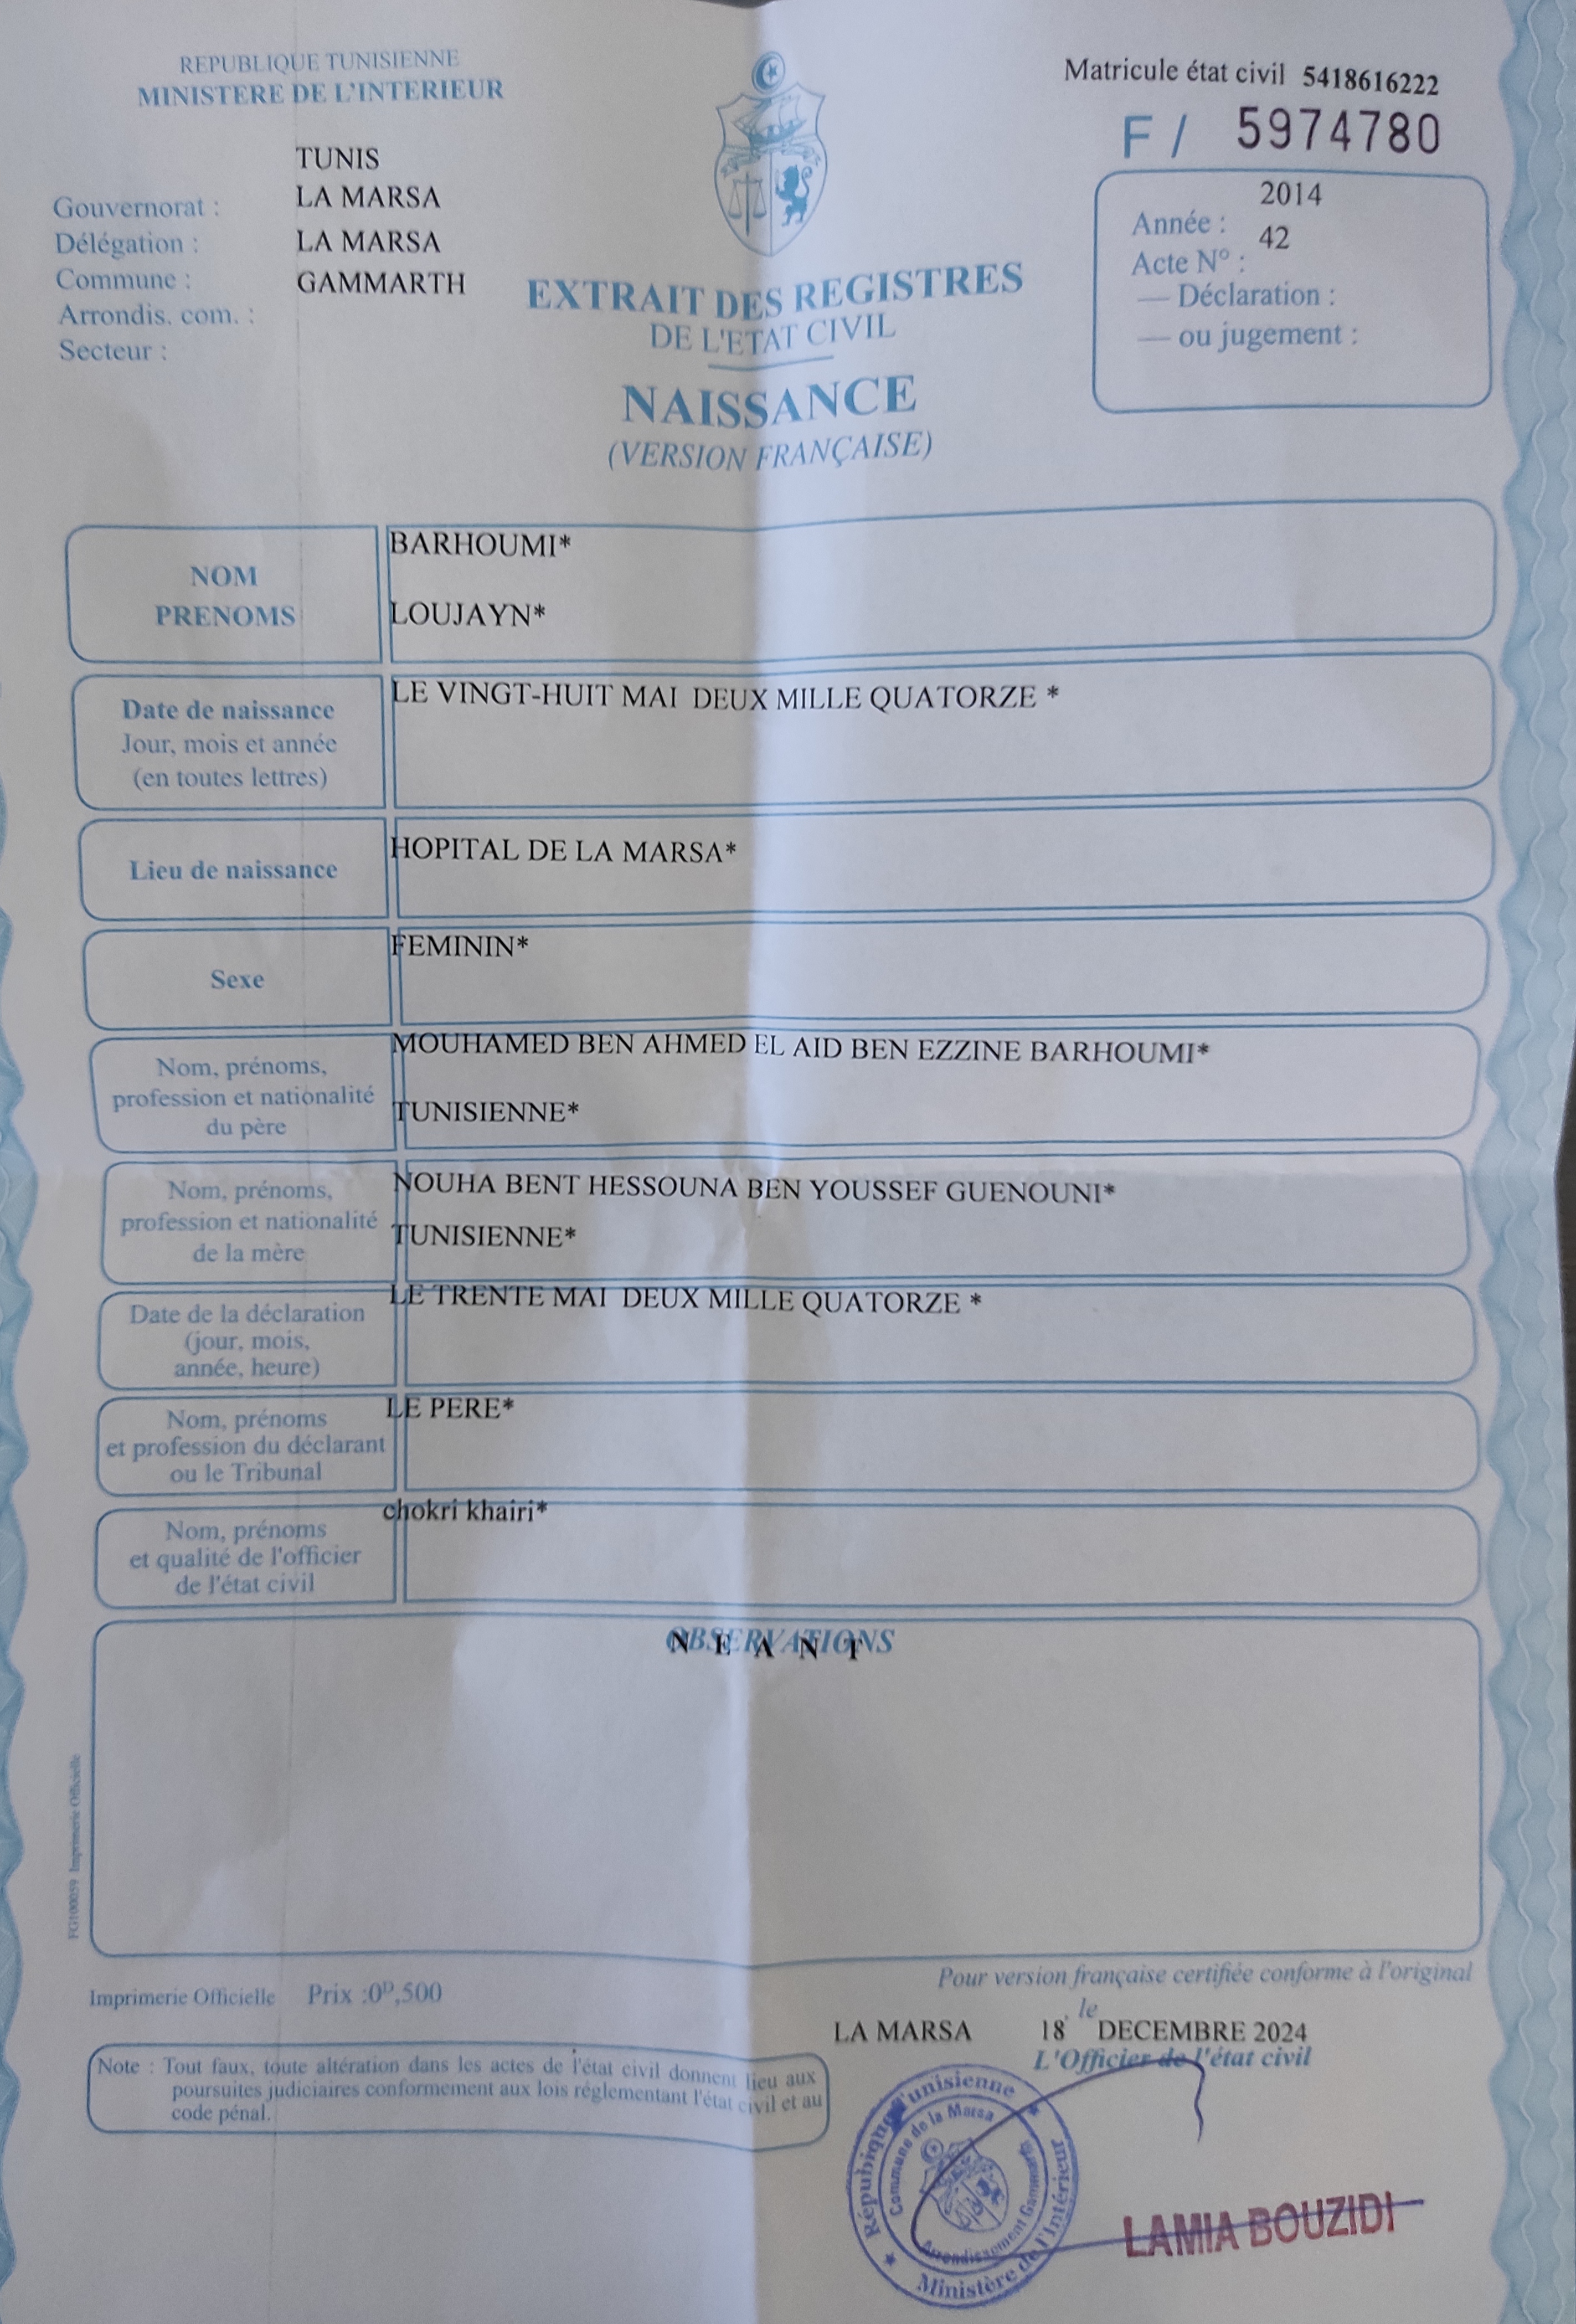 REPUBLIQUE TUNISIENNE
MINISTERE DE L'INTERIEUR
Matricule état civil 5418616222
F / 5974780
TUNIS
Gouvernorat : LA MARSA
Délégation : LA MARSA
Commune : GAMMARTH
Arrondis. com. :
Secteur :
2014
Année :
42
Acte N° :
— Déclaration :
— ou jugement :
EXTRAIT DES REGISTRES
DE L'ETAT CIVIL
NAISSANCE
(VERSION FRANÇAISE)
NOM
PRENOMS
BARHOUMI*
LOUJAYN*
Date de naissance
Jour, mois et année
(en toutes lettres)
LE VINGT-HUIT MAI DEUX MILLE QUATORZE *
Lieu de naissance
HOPITAL DE LA MARSA*
Sexe
FEMININ*
Nom, prénoms,
profession et nationalité
du père
MOUHAMED BEN AHMED EL AID BEN EZZINE BARHOUMI*
TUNISIENNE*
Nom, prénoms,
profession et nationalité
de la mère
NOUHA BENT HESSOUNA BEN YOUSSEF GUENOUNI*
TUNISIENNE*
Date de la déclaration
(jour, mois,
année, heure)
LE TRENTE MAI DEUX MILLE QUATORZE *
Nom, prénoms
et profession du déclarant
ou le Tribunal
LE PERE*
Nom, prénoms
et qualité de l'officier
de l'état civil
chokri khairi*
OBSERVATIONS
N E A N T
FG100059 Imprimerie Officielle
Imprimerie Officielle Prix :0D,500
Pour version française certifiée conforme à l'original
le
LA MARSA 18 DECEMBRE 2024
L'Officier de l'état civil
Note : Tout faux, toute altération dans les actes de l'état civil donnent lieu aux
poursuites judiciaires conformement aux lois réglementant l'état civil et au
code pénal.
République Tunisienne
Commune de la Marsa
Arrondissement Gammarth
Ministère de l'Intérieur
LAMIA BOUZIDI